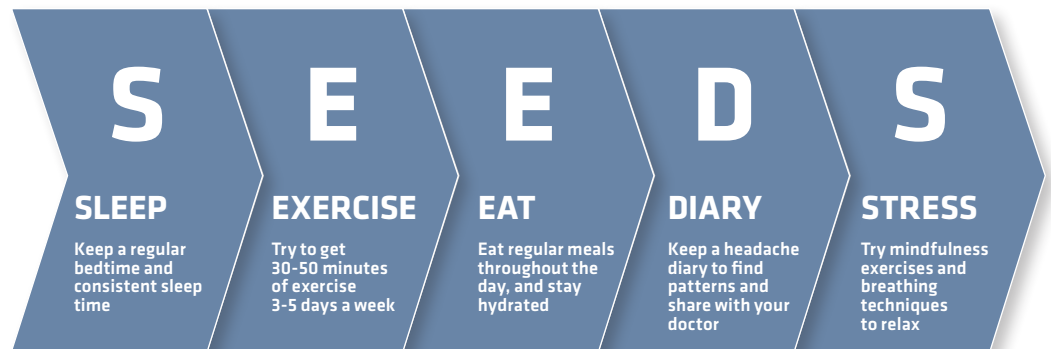 S
SLEEP
Keep a regular
bedtime and
consistent sleep
time
E
EXERCISE
Try to get
30-50 minutes
of exercise
3-5 days a week
E
EAT
Eat regular meals
throughout the
day, and stay
hydrated
D
DIARY
Keep a headache
diary to find
patterns and
share with your
doctor
S
STRESS
Try mindfulness
exercises and
breathing
techniques
to relax